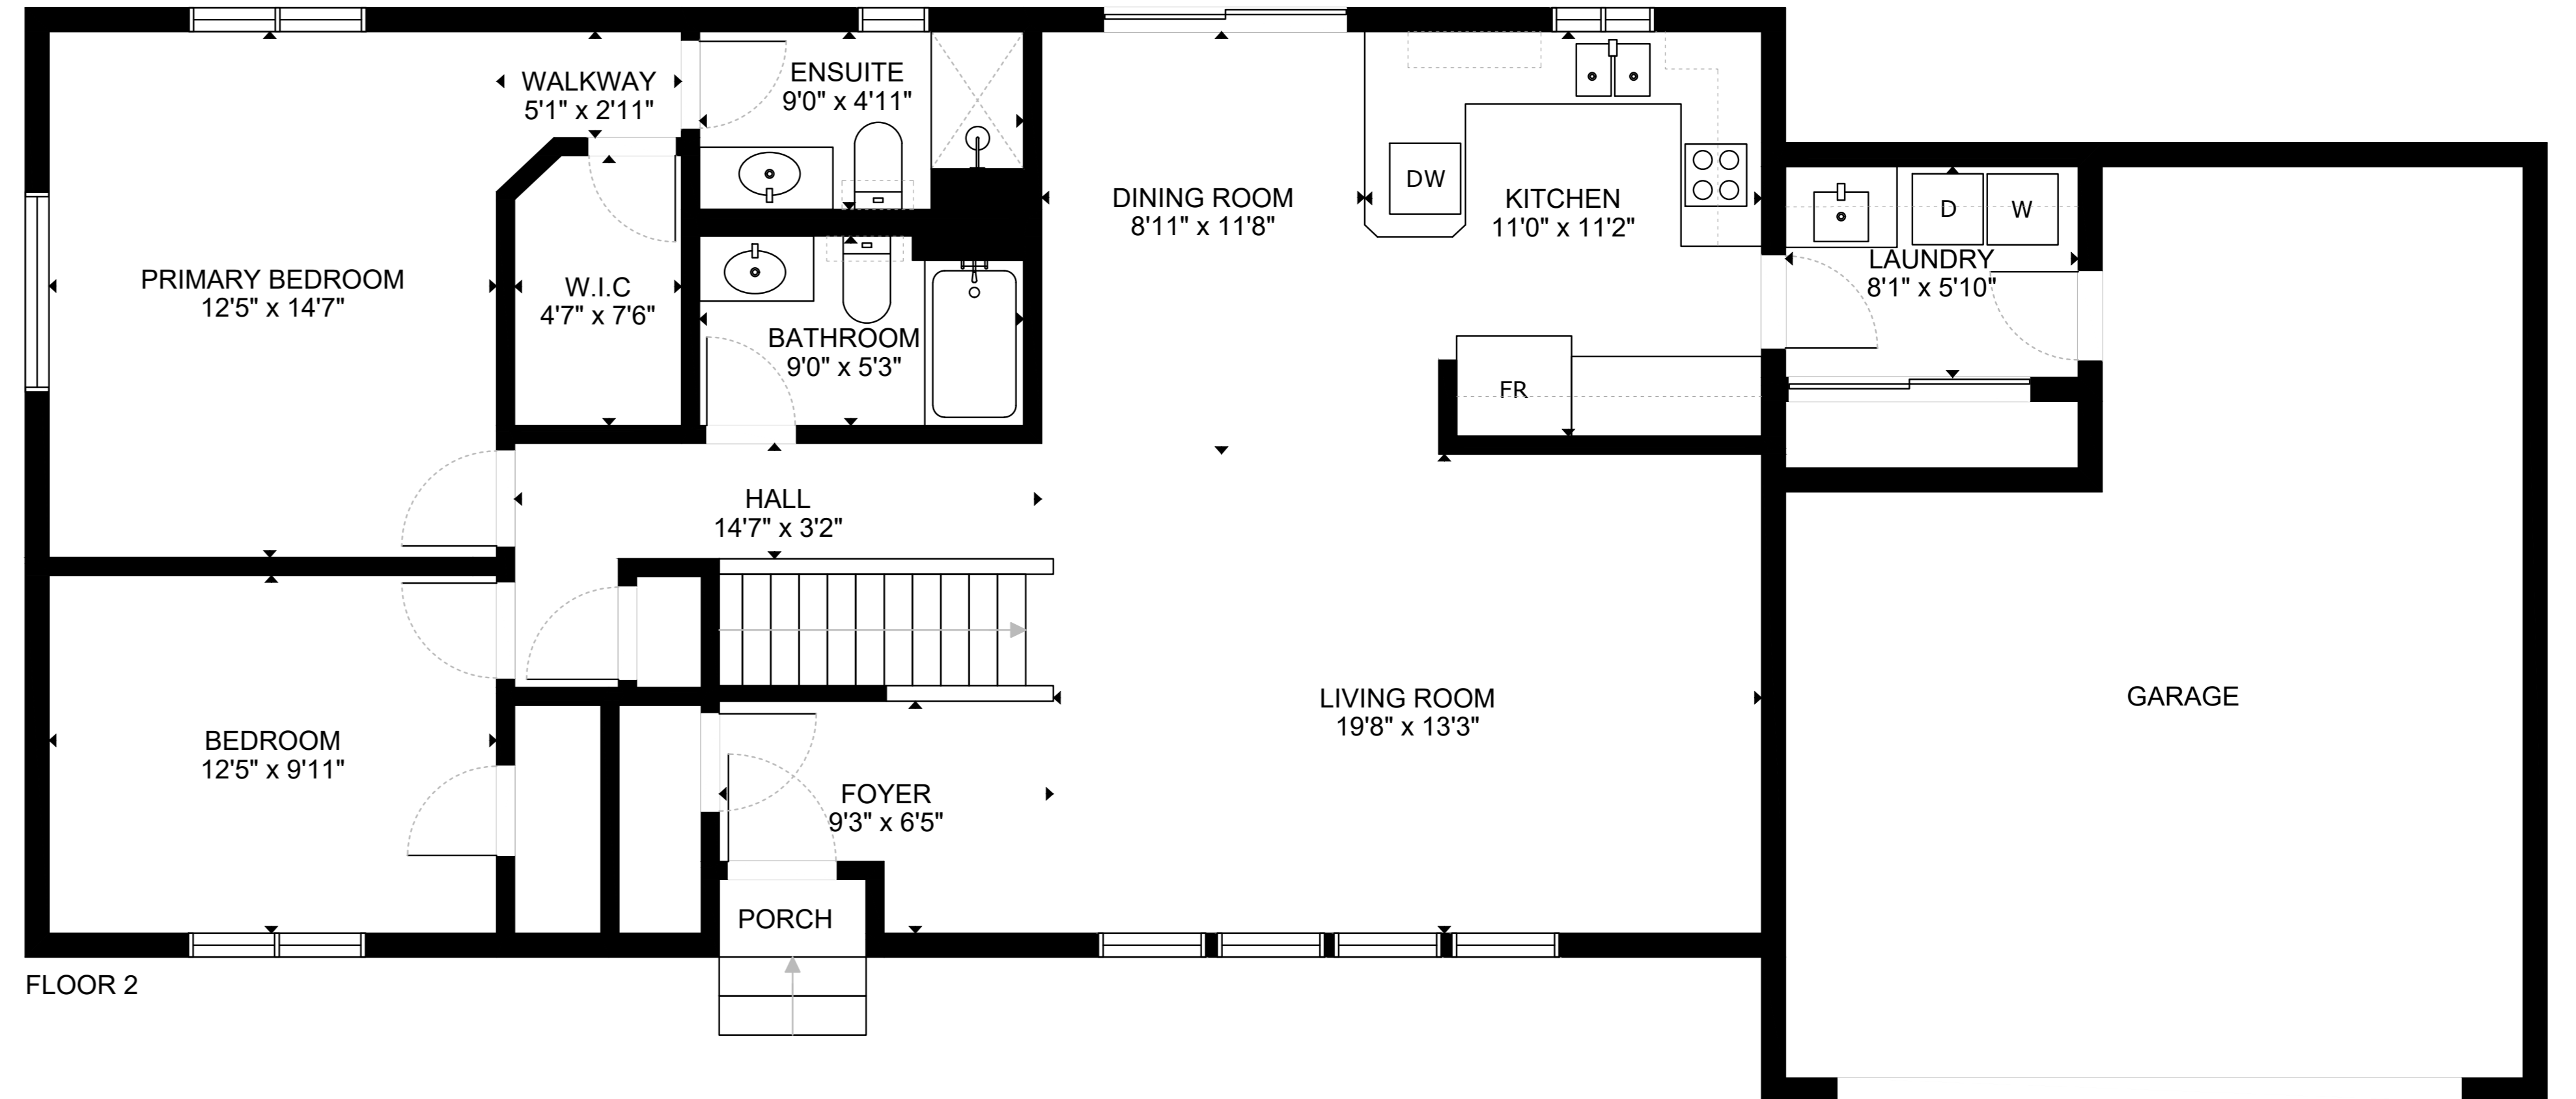 WALKWAY
5'1" x 2'11"
ENSUITE
9'0" x 4'11"
DW
DINING ROOM
8'11" x 11'8"
KITCHEN
11'0" x 11'2"
D
W
LAUNDRY
8'1" x 5'10"
PRIMARY BEDROOM
12'5" x 14'7"
W.I.C
4'7" x 7'6"
BATHROOM
9'0" x 5'3"
FR
HALL
14'7" x 3'2"
LIVING ROOM
19'8" x 13'3"
GARAGE
BEDROOM
12'5" x 9'11"
FOYER
9'3" x 6'5"
PORCH
FLOOR 2